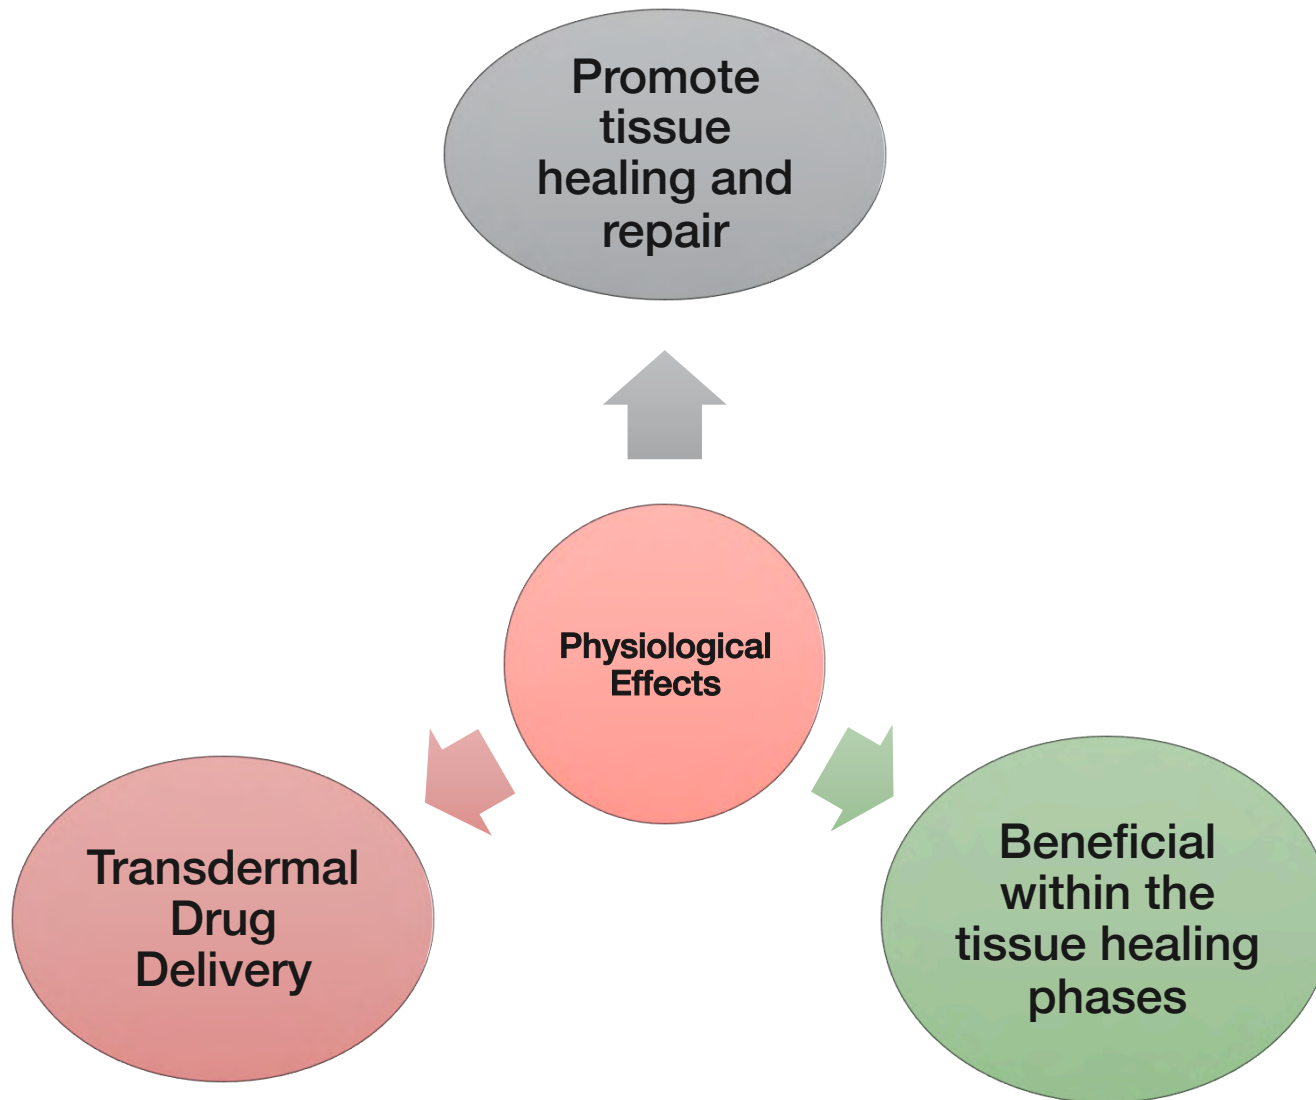 Promote
tissue
healing and
repair
Physiological
Effects
Transdermal
Drug
Delivery
Beneficial
within the
tissue healing
phases